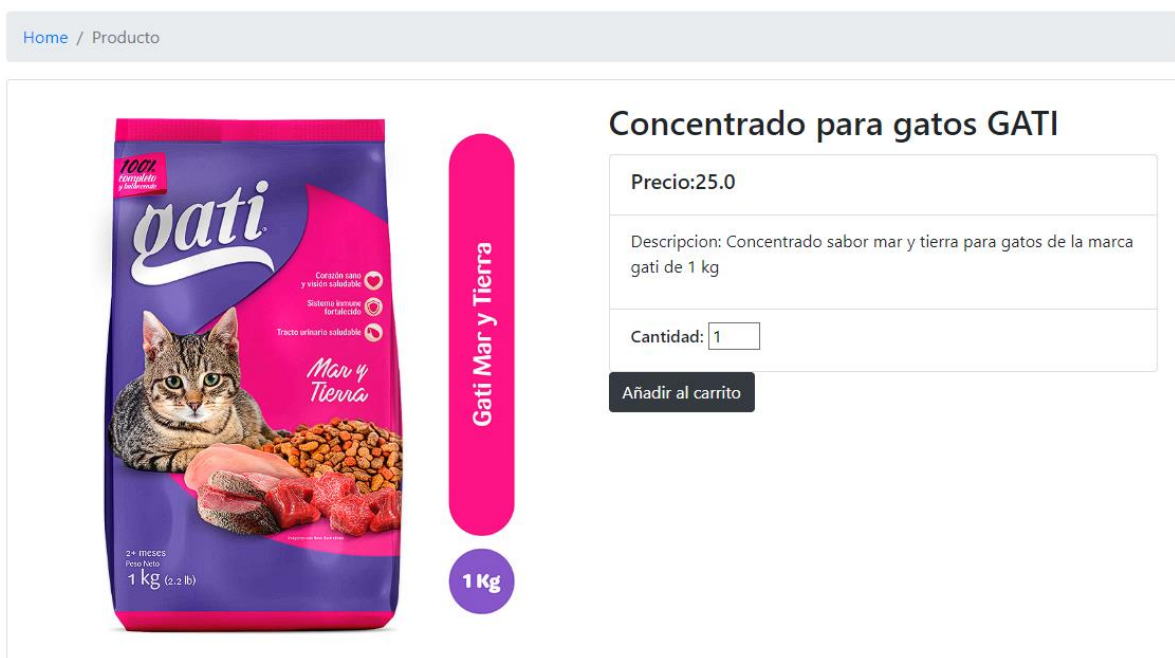 Home / Producto
100%
completo
y balanceado
gati
Corazón sano
y visión saludable
Sistema inmune
fortalecido
Tracto urinario saludable
Mar y
Tierra
2+ meses
Peso Neto
1 kg (2.2 lb)
Gati Mar y Tierra
1 Kg
Concentrado para gatos GATI
Precio:25.0
Descripcion: Concentrado sabor mar y tierra para gatos de la marca
gati de 1 kg
Cantidad: 1
Añadir al carrito